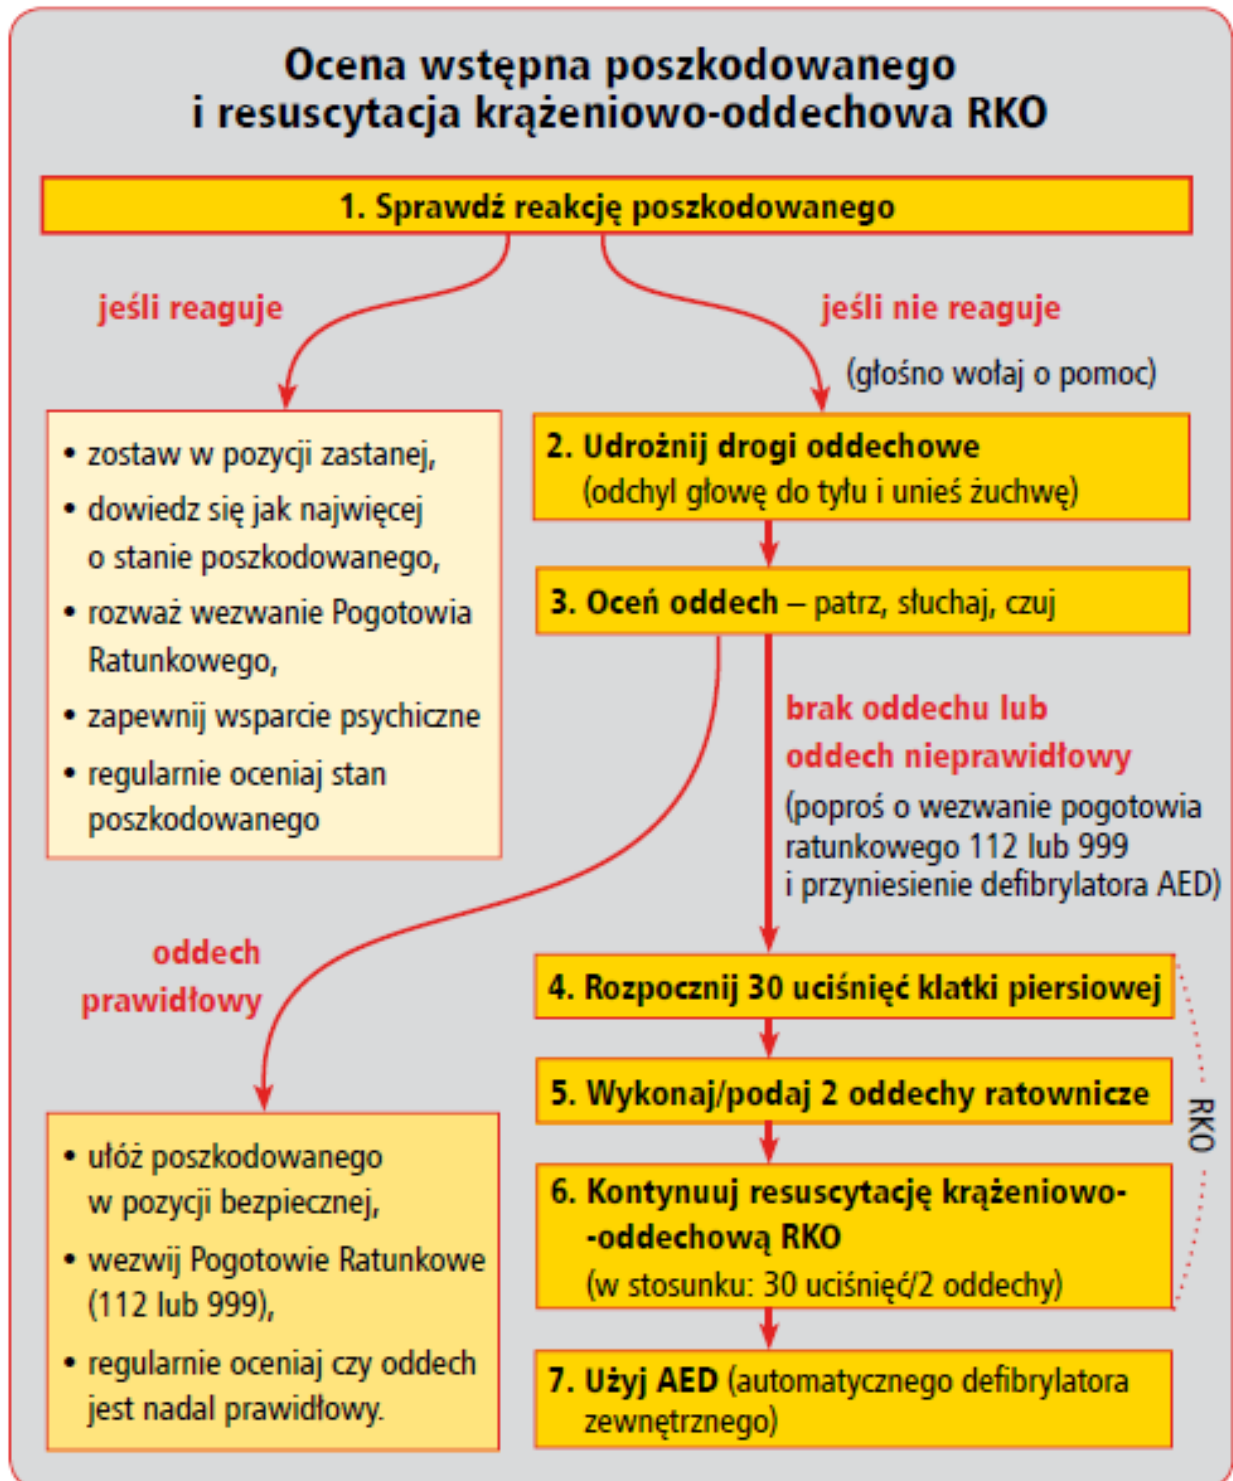 Ocena wstępna poszkodowanego
i resuscytacja krążeniowo-oddechowa RKO
1. Sprawdź reakcję poszkodowanego
jeśli reaguje
jeśli nie reaguje
(głośno wołaj o pomoc)
• zostaw w pozycji zastanej,
• dowiedz się jak najwięcej
o stanie poszkodowanego,
• rozważ wezwanie Pogotowia
Ratunkowego,
• zapewnij wsparcie psychiczne
• regularnie oceniaj stan
poszkodowanego
2. Udrożnij drogi oddechowe
(odchyl głowę do tyłu i unieś żuchwę)
3. Oceń oddech – patrz, słuchaj, czuj
brak oddechu lub
oddech nieprawidłowy
(poproś o wezwanie pogotowia
ratunkowego 112 lub 999
i przyniesienie defibrylatora AED)
oddech
prawidłowy
• ułóż poszkodowanego
w pozycji bezpiecznej,
• wezwij Pogotowie Ratunkowe
(112 lub 999),
• regularnie oceniaj czy oddech
jest nadal prawidłowy.
4. Rozpocznij 30 uciśnięć klatki piersiowej
5. Wykonaj/podaj 2 oddechy ratownicze
6. Kontynuuj resuscytację krążeniowo-
-oddechową RKO
(w stosunku: 30 uciśnięć/2 oddechy)
RKO
7. Użyj AED (automatycznego defibrylatora
zewnętrznego)